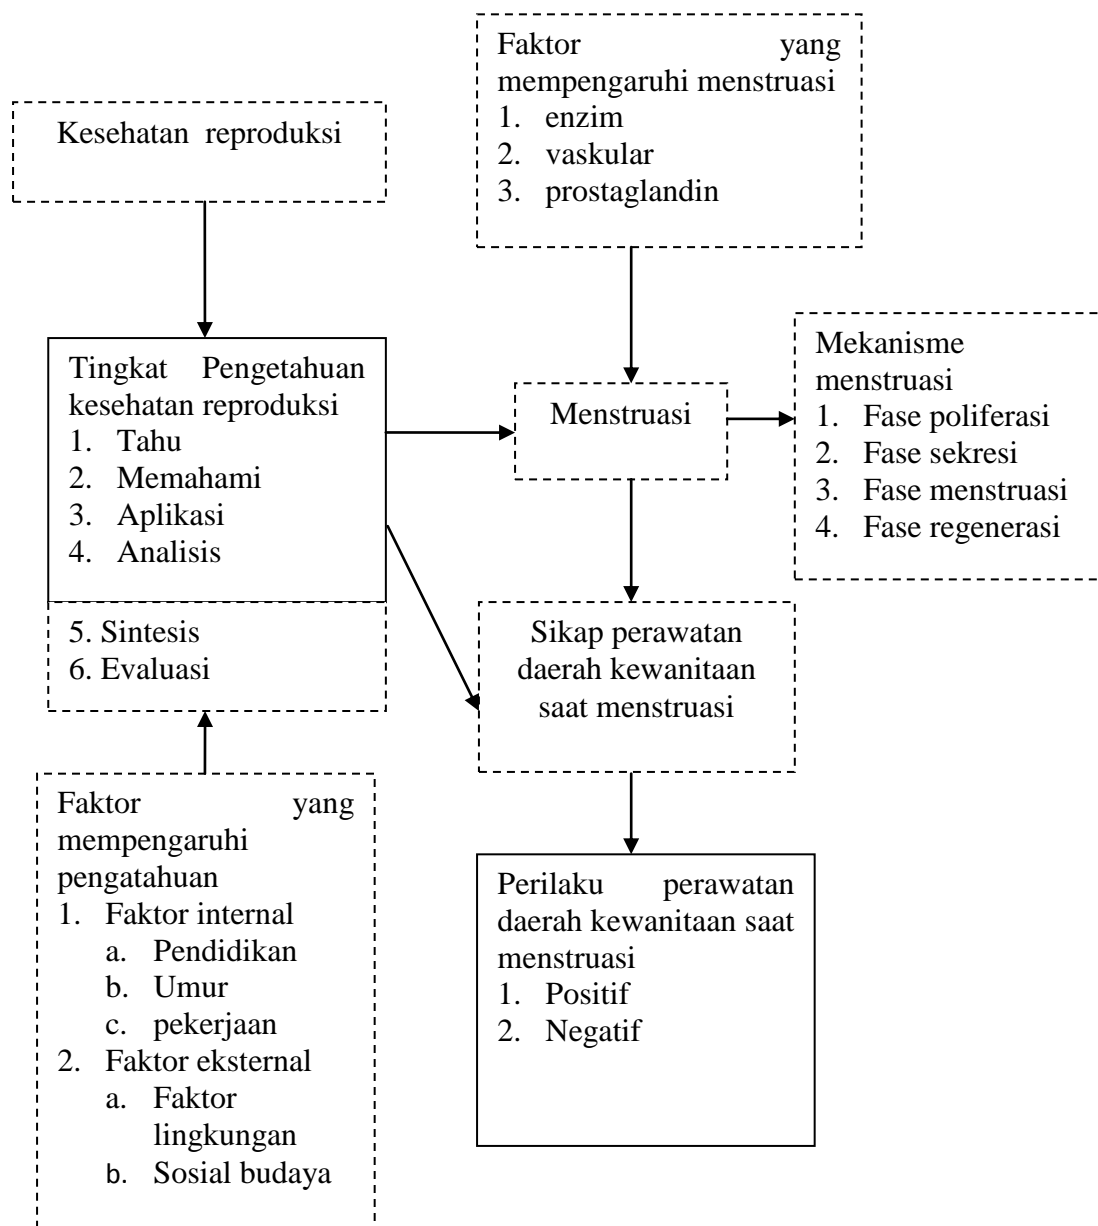 Faktor yang
mempengaruhi menstruasi
1. enzim
2. vaskular
3. prostaglandin
Kesehatan reproduksi
Tingkat Pengetahuan
kesehatan reproduksi
1. Tahu
2. Memahami
3. Aplikasi
4. Analisis
5. Sintesis
6. Evaluasi
Menstruasi
Mekanisme
menstruasi
1. Fase poliferasi
2. Fase sekresi
3. Fase menstruasi
4. Fase regenerasi
Sikap perawatan
daerah kewanitaan
saat menstruasi
Faktor yang
mempengaruhi
pengatahuan
1. Faktor internal
a. Pendidikan
b. Umur
c. pekerjaan
2. Faktor eksternal
a. Faktor
lingkungan
b. Sosial budaya
Perilaku perawatan
daerah kewanitaan saat
menstruasi
1. Positif
2. Negatif